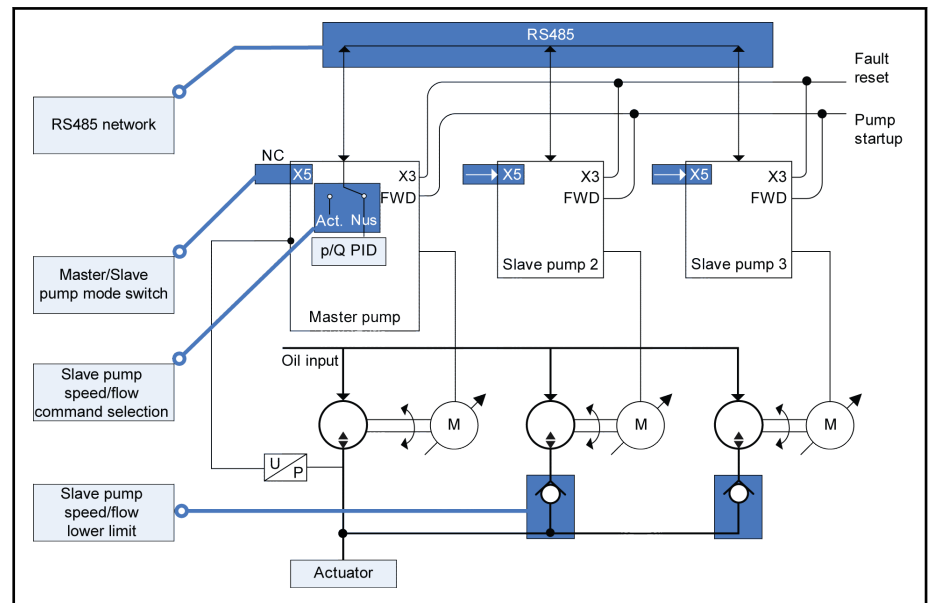 RS485
Fault
reset
RS485 network
Pump
startup
NC
X5
X3
FWD
Act. Nus
p/Q PID
Master pump
X5
X3
FWD
Slave pump 2
X5
X3
FWD
Slave pump 3
Master/Slave
pump mode switch
Oil input
Slave pump
speed/flow
command selection
M
M
M
U
P
Slave pump
speed/flow
lower limit
Actuator